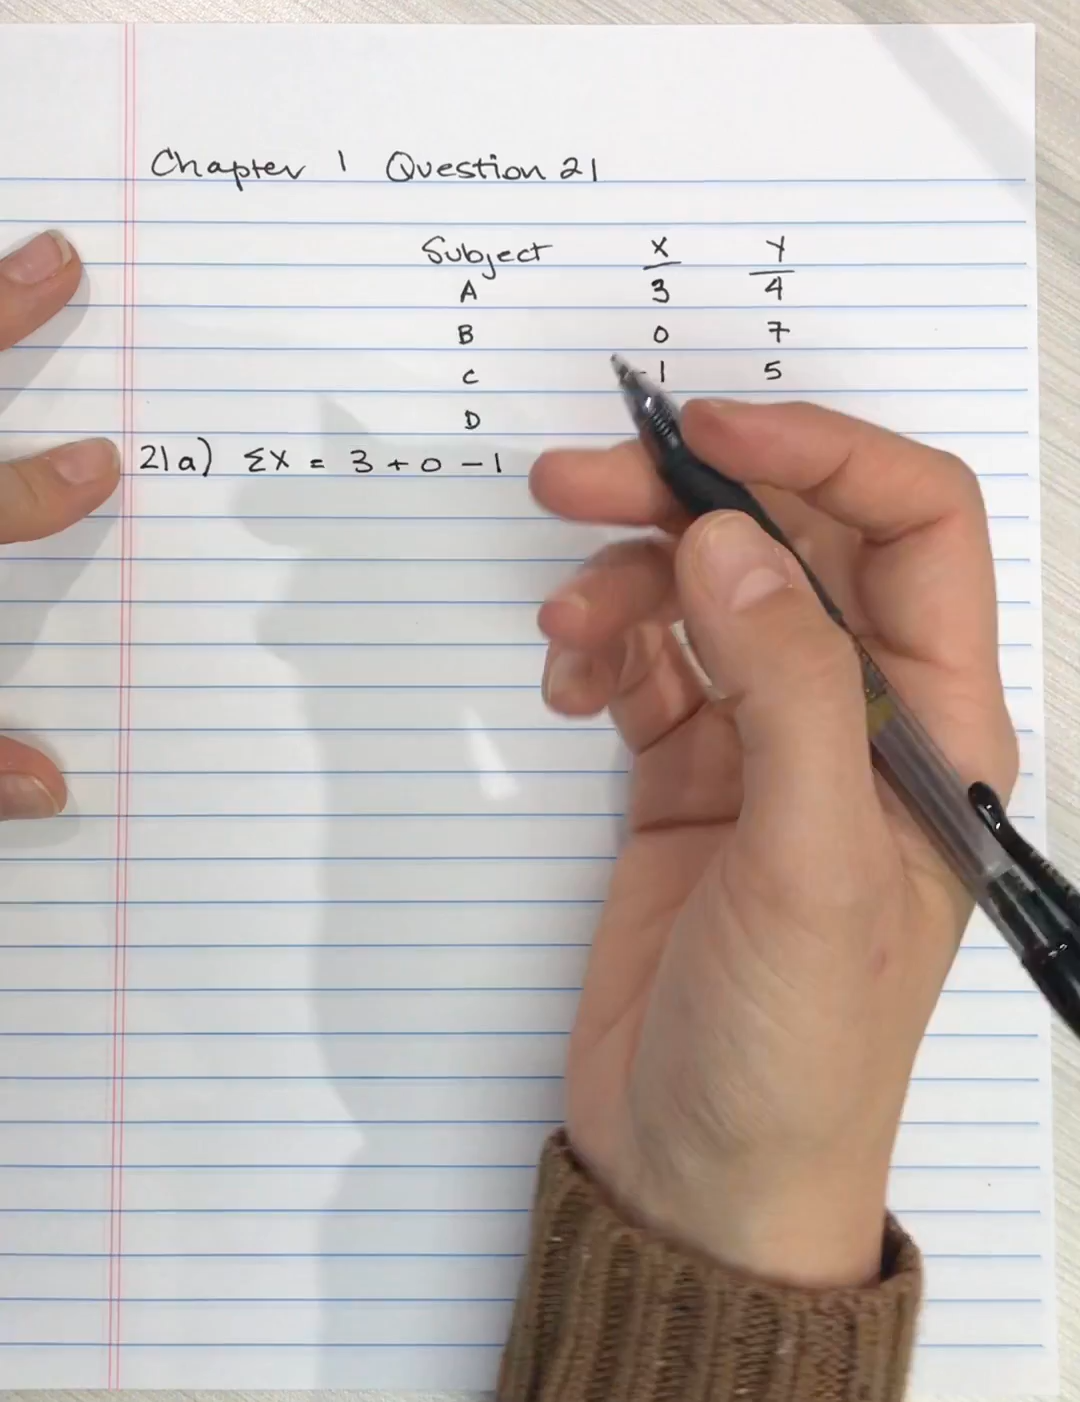 Chapter 1 Question 21
Subject X Y
A 3 4
B 0 7
C -1 5
D
21a) ΣX = 3 + 0 - 1